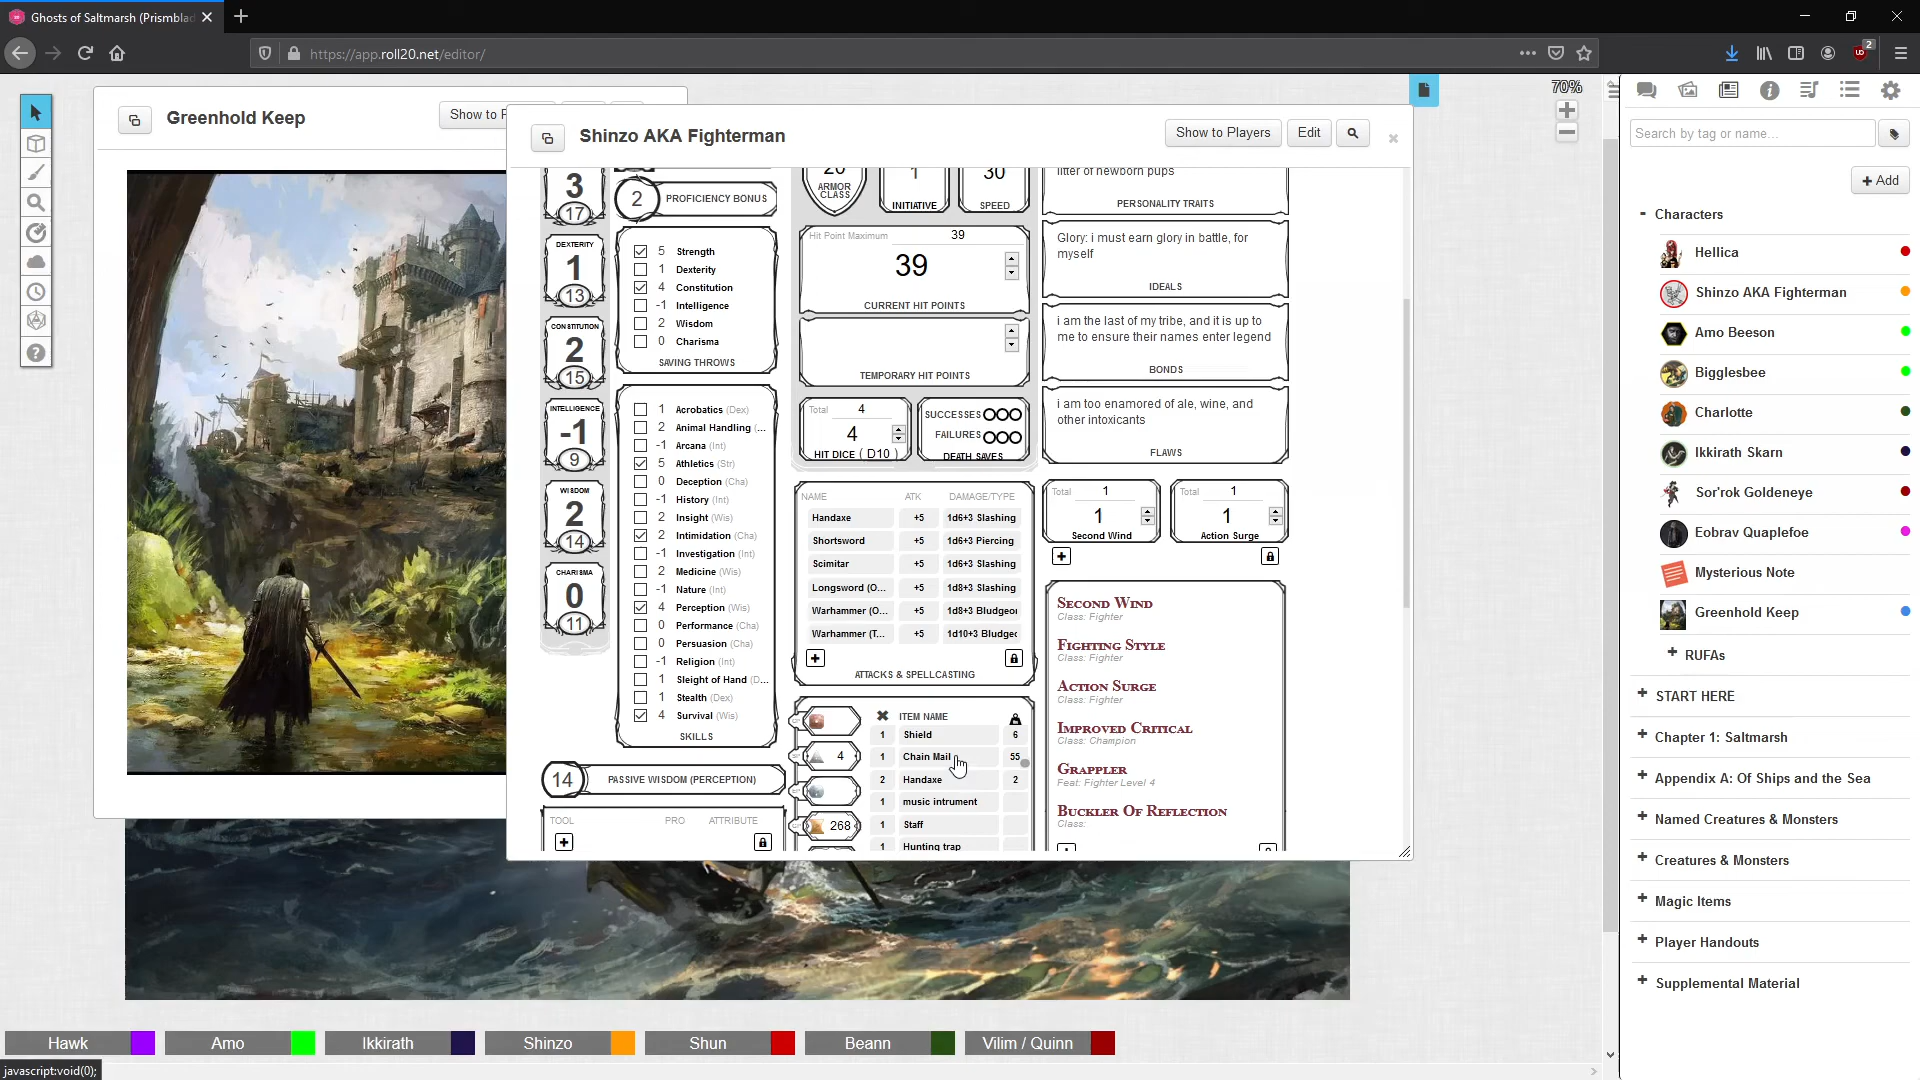 Ghosts of Saltmarsh (Prismblad
https://app.roll20.net/editor/
2
70%
Greenhold Keep
Show to P
Shinzo AKA Fighterman
Show to Players
Edit
3
17
DEXTERITY
1
13
CONSTITUTION
2
15
INTELLIGENCE
-1
9
WISDOM
2
14
CHARISMA
0
11
2 PROFICIENCY BONUS
5 Strength
1 Dexterity
4 Constitution
-1 Intelligence
2 Wisdom
0 Charisma
SAVING THROWS
1 Acrobatics (Dex)
2 Animal Handling (...
-1 Arcana (Int)
5 Athletics (Str)
0 Deception (Cha)
-1 History (Int)
2 Insight (Wis)
2 Intimidation (Cha)
-1 Investigation (Int)
2 Medicine (Wis)
-1 Nature (Int)
4 Perception (Wis)
0 Performance (Cha)
0 Persuasion (Cha)
-1 Religion (Int)
1 Sleight of Hand (D...
1 Stealth (Dex)
4 Survival (Wis)
SKILLS
14 PASSIVE WISDOM (PERCEPTION)
TOOL PRO ATTRIBUTE
20
ARMOR
CLASS
1
INITIATIVE
30
SPEED
Hit Point Maximum 39
39
CURRENT HIT POINTS
TEMPORARY HIT POINTS
Total 4
4
HIT DICE ( D10 )
SUCCESSES
FAILURES
DEATH SAVES
NAME ATK DAMAGE/TYPE
Handaxe +5 1d6+3 Slashing
Shortsword +5 1d6+3 Piercing
Scimitar +5 1d6+3 Slashing
Longsword (O... +5 1d8+3 Slashing
Warhammer (O... +5 1d8+3 Bludgeon
Warhammer (T... +5 1d10+3 Bludgeo
ATTACKS & SPELLCASTING
ITEM NAME
1 Shield 6
1 Chain Mail 55
2 Handaxe 2
1 music intrument
1 Staff
1 Hunting trap
4
268
litter of newborn pups
PERSONALITY TRAITS
Glory: i must earn glory in battle, for
myself
IDEALS
i am the last of my tribe, and it is up to
me to ensure their names enter legend
BONDS
i am too enamored of ale, wine, and
other intoxicants
FLAWS
Total 1
1
Second Wind
Total 1
1
Action Surge
SECOND WIND
Class: Fighter
FIGHTING STYLE
Class: Fighter
ACTION SURGE
Class: Fighter
IMPROVED CRITICAL
Class: Champion
GRAPPLER
Feat: Fighter Level 4
BUCKLER OF REFLECTION
Class:
Search by tag or name...
+ Add
Characters
Hellica
Shinzo AKA Fighterman
Amo Beeson
Bigglesbee
Charlotte
Ikkirath Skarn
Sor'rok Goldeneye
Eobrav Quaplefoe
Mysterious Note
Greenhold Keep
RUFAs
START HERE
Chapter 1: Saltmarsh
Appendix A: Of Ships and the Sea
Named Creatures & Monsters
Creatures & Monsters
Magic Items
Player Handouts
Supplemental Material
Hawk
Amo
Ikkirath
Shinzo
Shun
Beann
Vilim / Quinn
javascript:void(0);